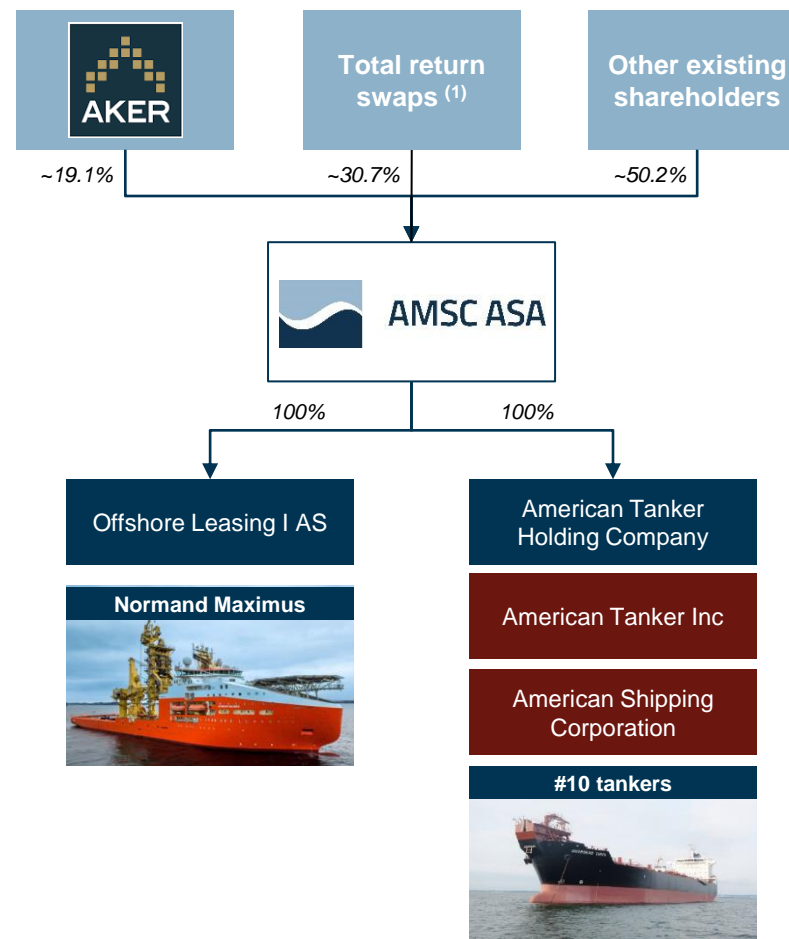 AKER
Total return
swaps (1)
Other existing
shareholders
~19.1%
~30.7%
~50.2%
AMSC ASA
100%
100%
Offshore Leasing I AS
American Tanker
Holding Company
Normand Maximus
American Tanker Inc
American Shipping
Corporation
#10 tankers